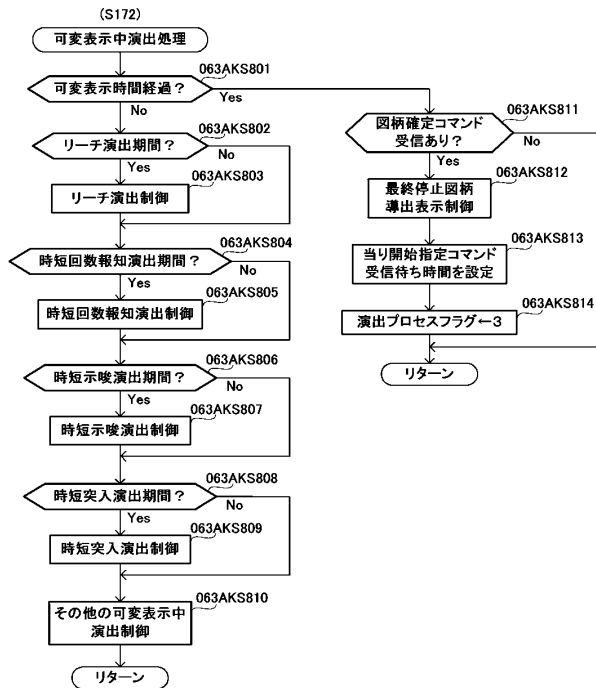 (S172)
可変表示中演出処理
063AKS801
可変表示時間経過？
Yes
No
063AKS802
リーチ演出期間？
No
Yes
063AKS803
リーチ演出制御
063AKS804
時短回数報知演出期間？
No
Yes
063AKS805
時短回数報知演出制御
063AKS806
時短示唆演出期間？
No
Yes
063AKS807
時短示唆演出制御
063AKS808
時短突入演出期間？
No
Yes
063AKS809
時短突入演出制御
063AKS810
その他の可変表示中
演出制御
リターン
063AKS811
図柄確定コマンド
受信あり？
No
Yes
063AKS812
最終停止図柄
導出表示制御
063AKS813
当り開始指定コマンド
受信待ち時間を設定
063AKS814
演出プロセスフラグ←3
リターン